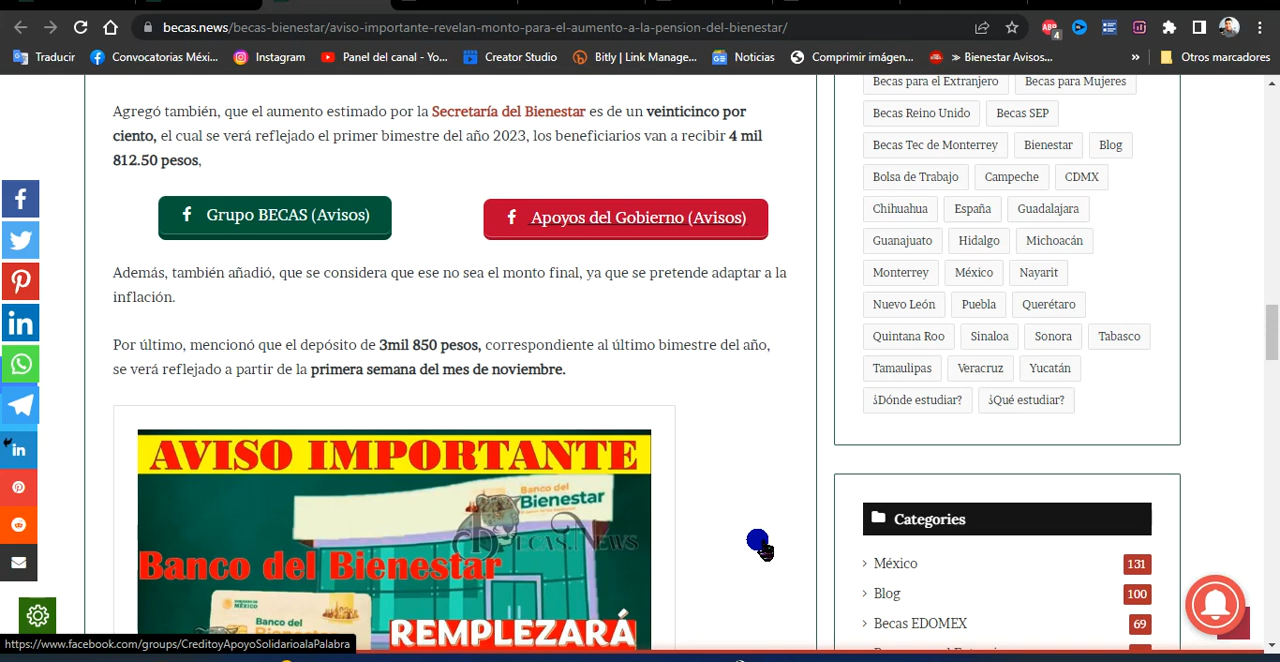 becas.news/becas-bienestar/aviso-importante-revelan-monto-para-el-aumento-a-la-pension-del-bienestar/
ABP
4
Traducir
Convocatorias Méxi...
Instagram
Panel del canal - Yo...
Creator Studio
Bitly | Link Manage...
Noticias
Comprimir imágen...
≫ Bienestar Avisos...
»
Otros marcadores
Agregó también, que el aumento estimado por la Secretaría del Bienestar es de un veinticinco por
ciento, el cual se verá reflejado el primer bimestre del año 2023, los beneficiarios van a recibir 4 mil
812.50 pesos,
Grupo BECAS (Avisos)
Apoyos del Gobierno (Avisos)
Además, también añadió, que se considera que ese no sea el monto final, ya que se pretende adaptar a la
inflación.
Por último, mencionó que el depósito de 3mil 850 pesos, correspondiente al último bimestre del año,
se verá reflejado a partir de la primera semana del mes de noviembre.
AVISO IMPORTANTE
Banco del
Bienestar
BECAS.NEWS
Banco del Bienestar
GOBIERNO DE
MÉXICO
Banco del
Bienestar
REMPLEZARÁ
Becas para el Extranjero
Becas para Mujeres
Becas Reino Unido
Becas SEP
Becas Tec de Monterrey
Bienestar
Blog
Bolsa de Trabajo
Campeche
CDMX
Chihuahua
España
Guadalajara
Guanajuato
Hidalgo
Michoacán
Monterrey
México
Nayarit
Nuevo León
Puebla
Querétaro
Quintana Roo
Sinaloa
Sonora
Tabasco
Tamaulipas
Veracruz
Yucatán
¿Dónde estudiar?
¿Qué estudiar?
Categories
México
131
Blog
100
Becas EDOMEX
69
https://www.facebook.com/groups/CreditoyApoyoSolidarioalaPalabra